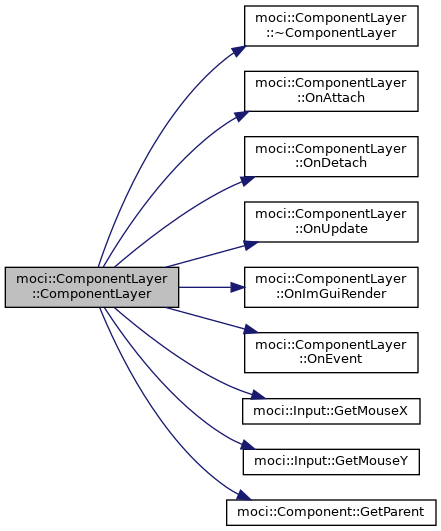 moci::ComponentLayer
::~ComponentLayer
moci::ComponentLayer
::OnAttach
moci::ComponentLayer
::OnDetach
moci::ComponentLayer
::OnUpdate
moci::ComponentLayer
::ComponentLayer
moci::ComponentLayer
::OnImGuiRender
moci::ComponentLayer
::OnEvent
moci::Input::GetMouseX
moci::Input::GetMouseY
moci::Component::GetParent